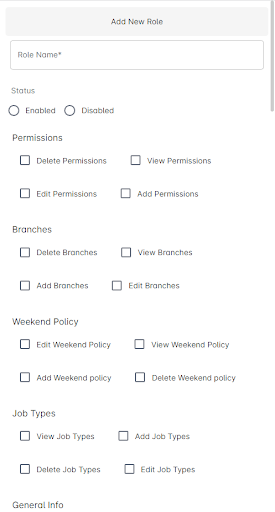 Add New Role
Role Name*
Status
Enabled Disabled
Permissions
Delete Permissions View Permissions
Edit Permissions Add Permissions
Branches
Delete Branches View Branches
Add Branches Edit Branches
Weekend Policy
Edit Weekend Policy View Weekend Policy
Add Weekend policy Delete Weekend policy
Job Types
View Job Types Add Job Types
Delete Job Types Edit Job Types
General Info